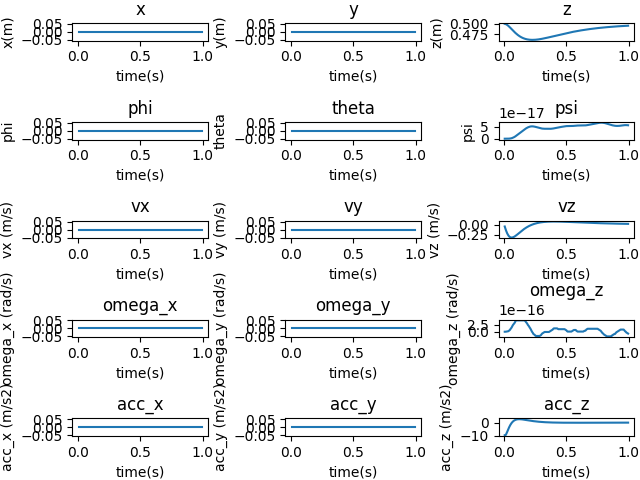 x y z
x(m) 0.05 0.00 −0.05 y(m) 0.05 0.00 −0.05 z(m) 0.500 0.475
0.0 0.5 1.0 0.0 0.5 1.0 0.0 0.5 1.0
time(s) time(s) time(s)
phi theta 1e−17 psi
phi 0.05 0.00 −0.05 theta 0.05 0.00 −0.05 psi 5 0
0.0 0.5 1.0 0.0 0.5 1.0 0.0 0.5 1.0
time(s) time(s) time(s)
vx vy vz
vx (m/s) 0.05 0.00 −0.05 vy (m/s) 0.05 0.00 −0.05 vz (m/s) 0.00 −0.25
0.0 0.5 1.0 0.0 0.5 1.0 0.0 0.5 1.0
time(s) time(s) time(s)
omega_x omega_y omega_z
1e−16
omega_x (rad/s) 0.05 0.00 −0.05 omega_y (rad/s) 0.05 0.00 −0.05 omega_z (rad/s) 2.5 0.0
0.0 0.5 1.0 0.0 0.5 1.0 0.0 0.5 1.0
time(s) time(s) time(s)
acc_x acc_y acc_z
acc_x (m/s2) 0.05 0.00 −0.05 acc_y (m/s2) 0.05 0.00 −0.05 acc_z (m/s2) 0 −10
0.0 0.5 1.0 0.0 0.5 1.0 0.0 0.5 1.0
time(s) time(s) time(s)